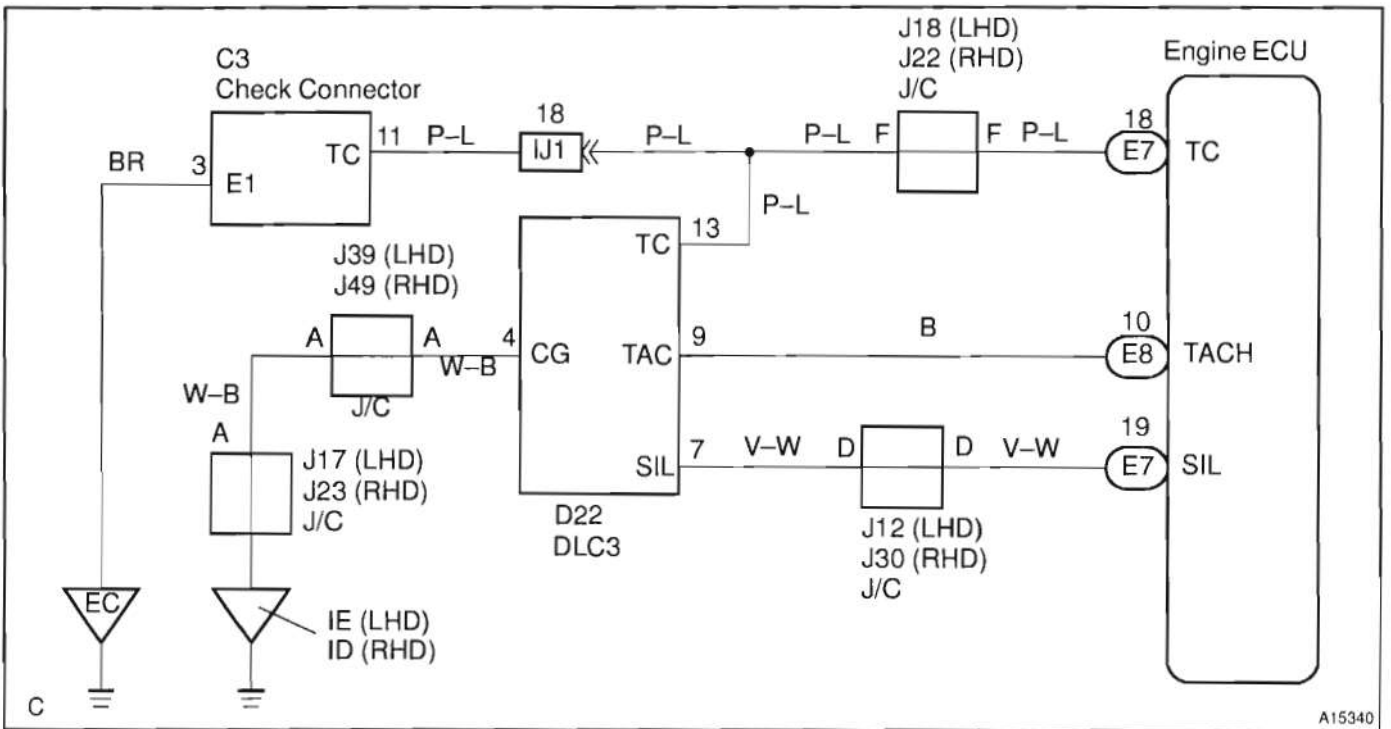 C3
Check Connector
BR
3
E1
TC
11
P–L
18
IJ1
P–L
P–L
F
J18 (LHD)
J22 (RHD)
J/C
F
P–L
18
E7
TC
Engine ECU
P–L
TC
13
J39 (LHD)
J49 (RHD)
A
A
W–B
J/C
4
CG
TAC
9
B
10
E8
TACH
W–B
A
J17 (LHD)
J23 (RHD)
J/C
SIL
7
V–W
D
D
V–W
19
E7
SIL
D22
DLC3
J12 (LHD)
J30 (RHD)
J/C
EC
IE (LHD)
ID (RHD)
C
A15340